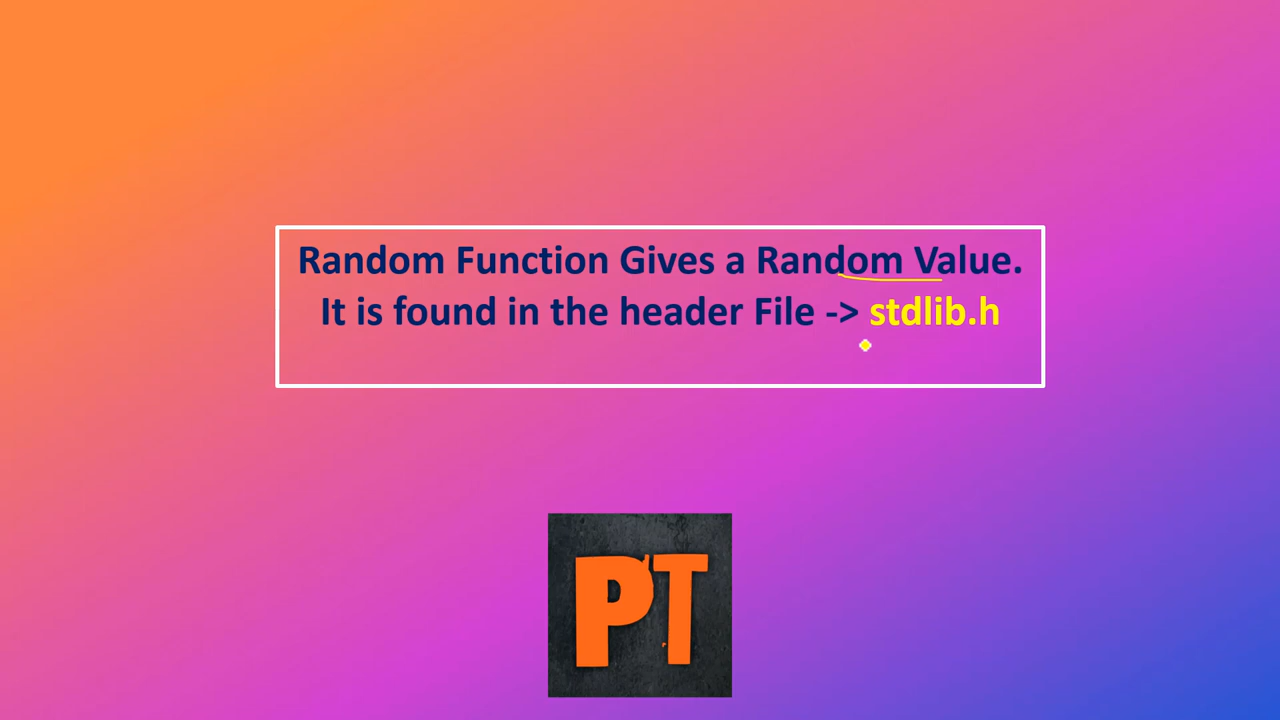 Random Function Gives a Random Value.
It is found in the header File -> stdlib.h
PT